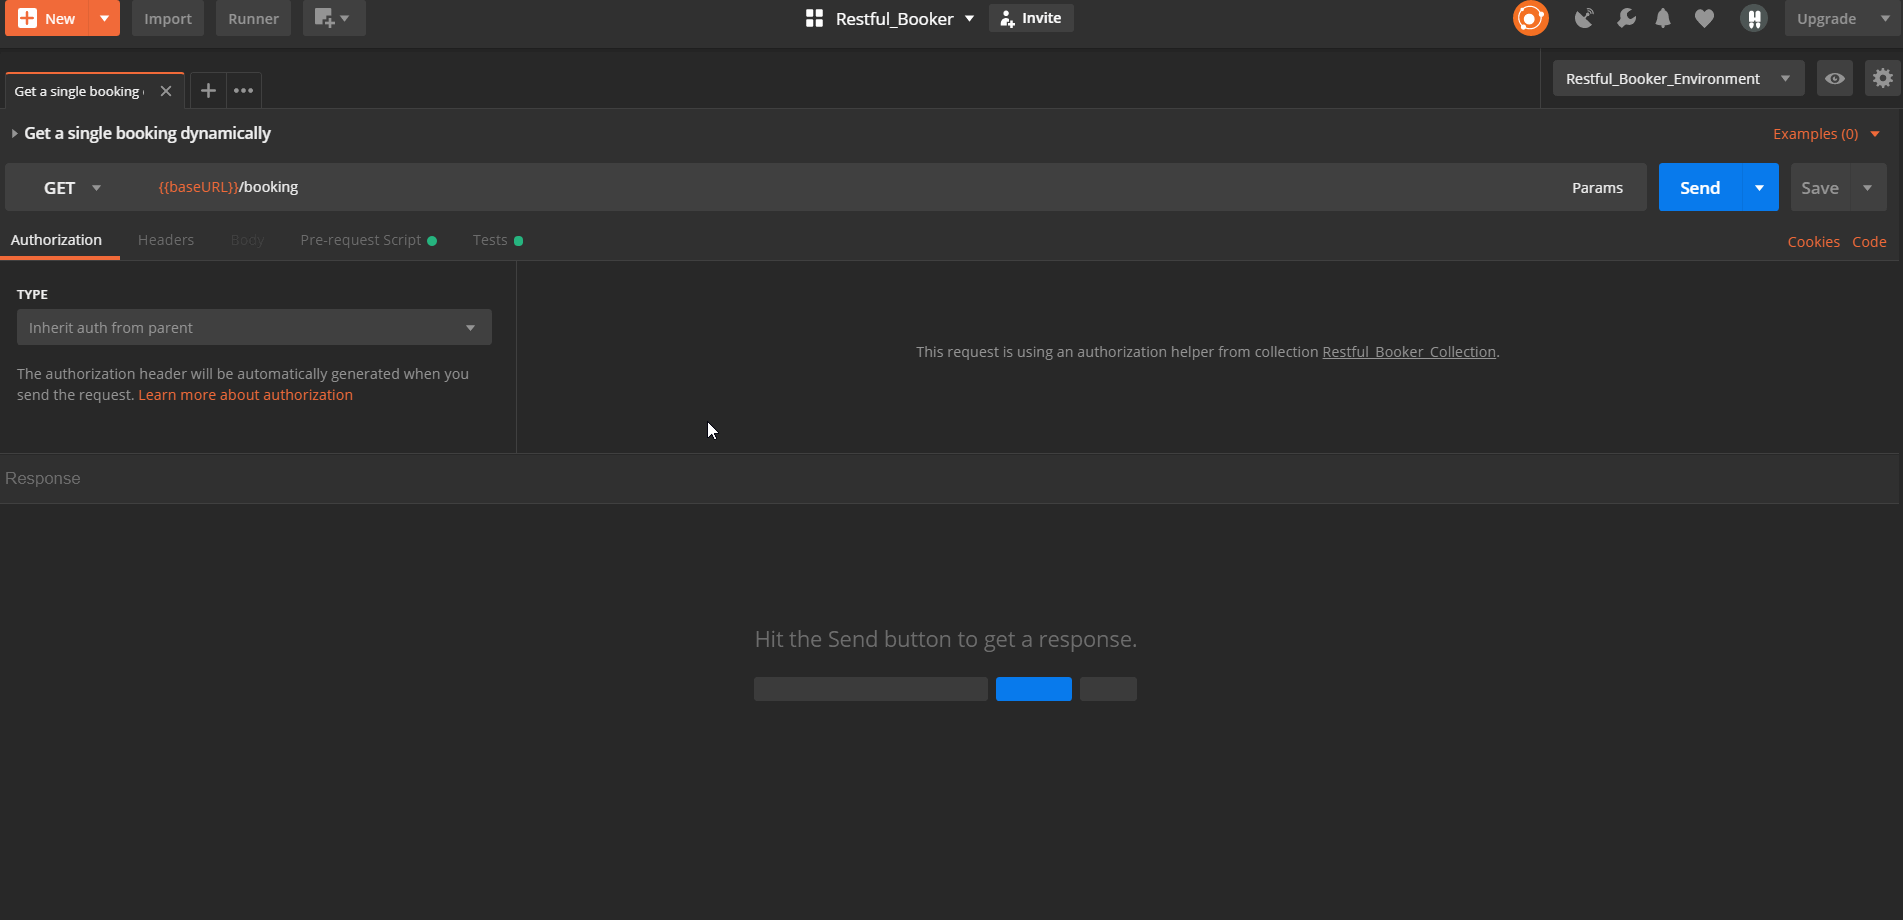 New
Import
Runner
Restful_Booker
Invite
Upgrade
Get a single booking
Restful_Booker_Environment
Get a single booking dynamically
Examples (0)
GET
{{baseURL}}/booking
Params
Send
Save
Authorization
Headers
Body
Pre-request Script
Tests
Cookies
Code
TYPE
Inherit auth from parent
The authorization header will be automatically generated when you
send the request. Learn more about authorization
This request is using an authorization helper from collection Restful_Booker_Collection.
Response
Hit the Send button to get a response.